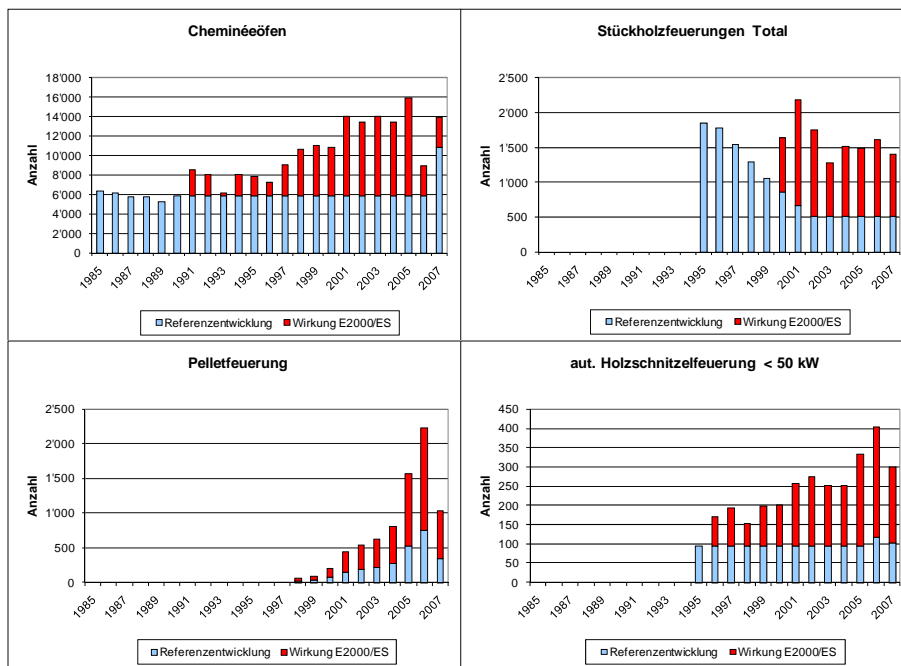 Cheminéeöfen
Anzahl
18'000
16'000
14'000
12'000
10'000
8'000
6'000
4'000
2'000
0
1985 1987 1989 1991 1993 1995 1997 1999 2001 2003 2005 2007
Referenzentwicklung Wirkung E2000/ES
Stückholzfeuerungen Total
Anzahl
2'500
2'000
1'500
1'000
500
0
1985 1987 1989 1991 1993 1995 1997 1999 2001 2003 2005 2007
Referenzentwicklung Wirkung E2000/ES
Pelletfeuerung
Anzahl
2'500
2'000
1'500
1'000
500
0
1985 1987 1989 1991 1993 1995 1997 1999 2001 2003 2005 2007
Referenzentwicklung Wirkung E2000/ES
aut. Holzschnitzelfeuerung < 50 kW
Anzahl
450
400
350
300
250
200
150
100
50
0
1985 1987 1989 1991 1993 1995 1997 1999 2001 2003 2005 2007
Referenzentwicklung Wirkung E2000/ES